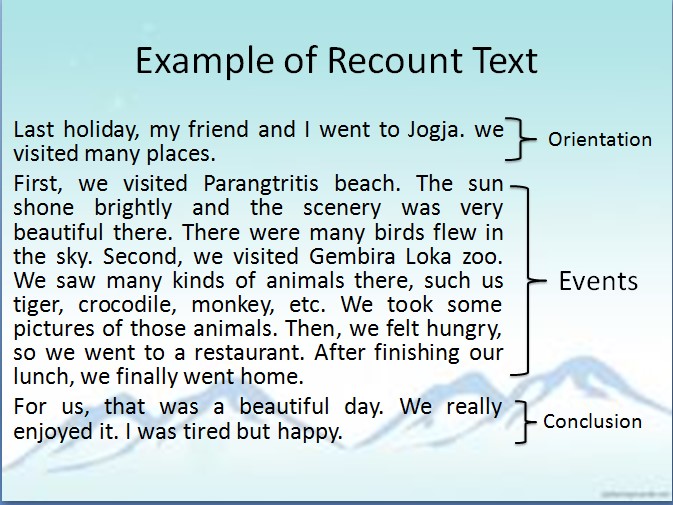 Example of Recount Text
Last holiday, my friend and I went to Jogja. we
visited many places.
Orientation
First, we visited Parangtritis beach. The sun
shone brightly and the scenery was very
beautiful there. There were many birds flew in
the sky. Second, we visited Gembira Loka zoo.
We saw many kinds of animals there, such us
tiger, crocodile, monkey, etc. We took some
pictures of those animals. Then, we felt hungry,
so we went to a restaurant. After finishing our
lunch, we finally went home.
Events
For us, that was a beautiful day. We really
enjoyed it. I was tired but happy.
Conclusion